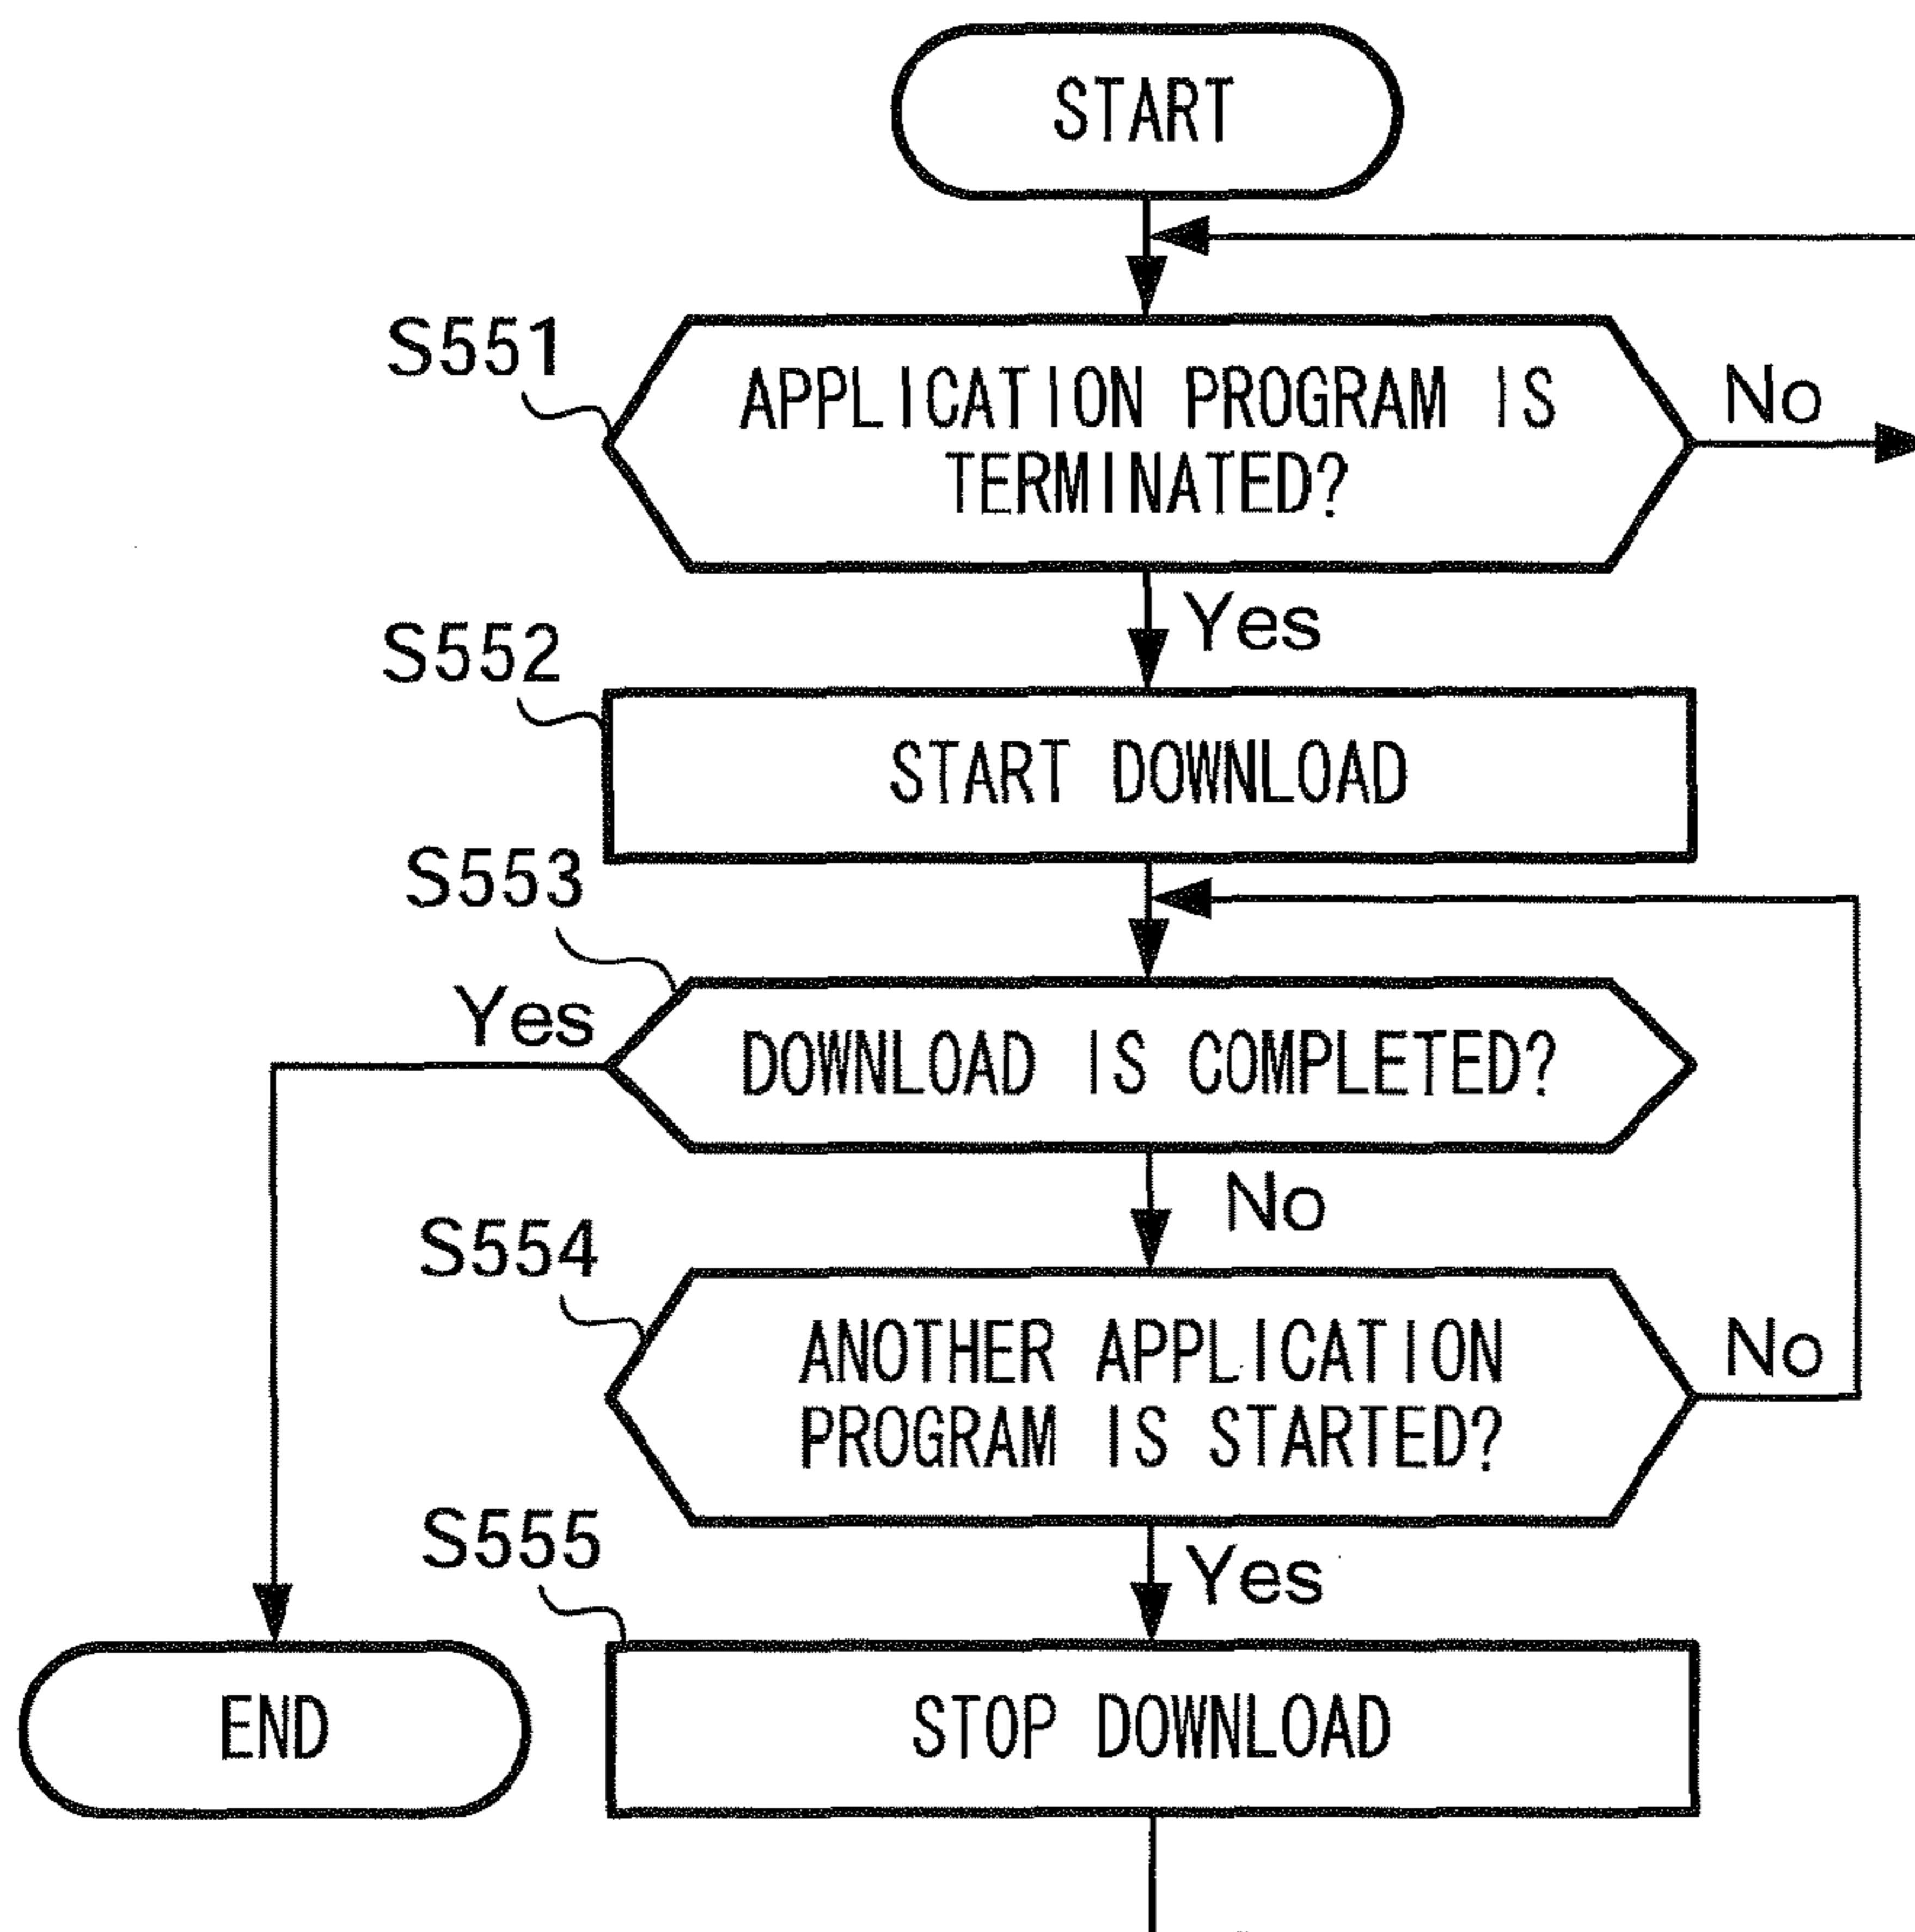 START
S551
APPLICATION PROGRAM IS
TERMINATED?
No
Yes
S552
START DOWNLOAD
S553
Yes
DOWNLOAD IS COMPLETED?
No
S554
ANOTHER APPLICATION
PROGRAM IS STARTED?
No
S555
Yes
END
STOP DOWNLOAD